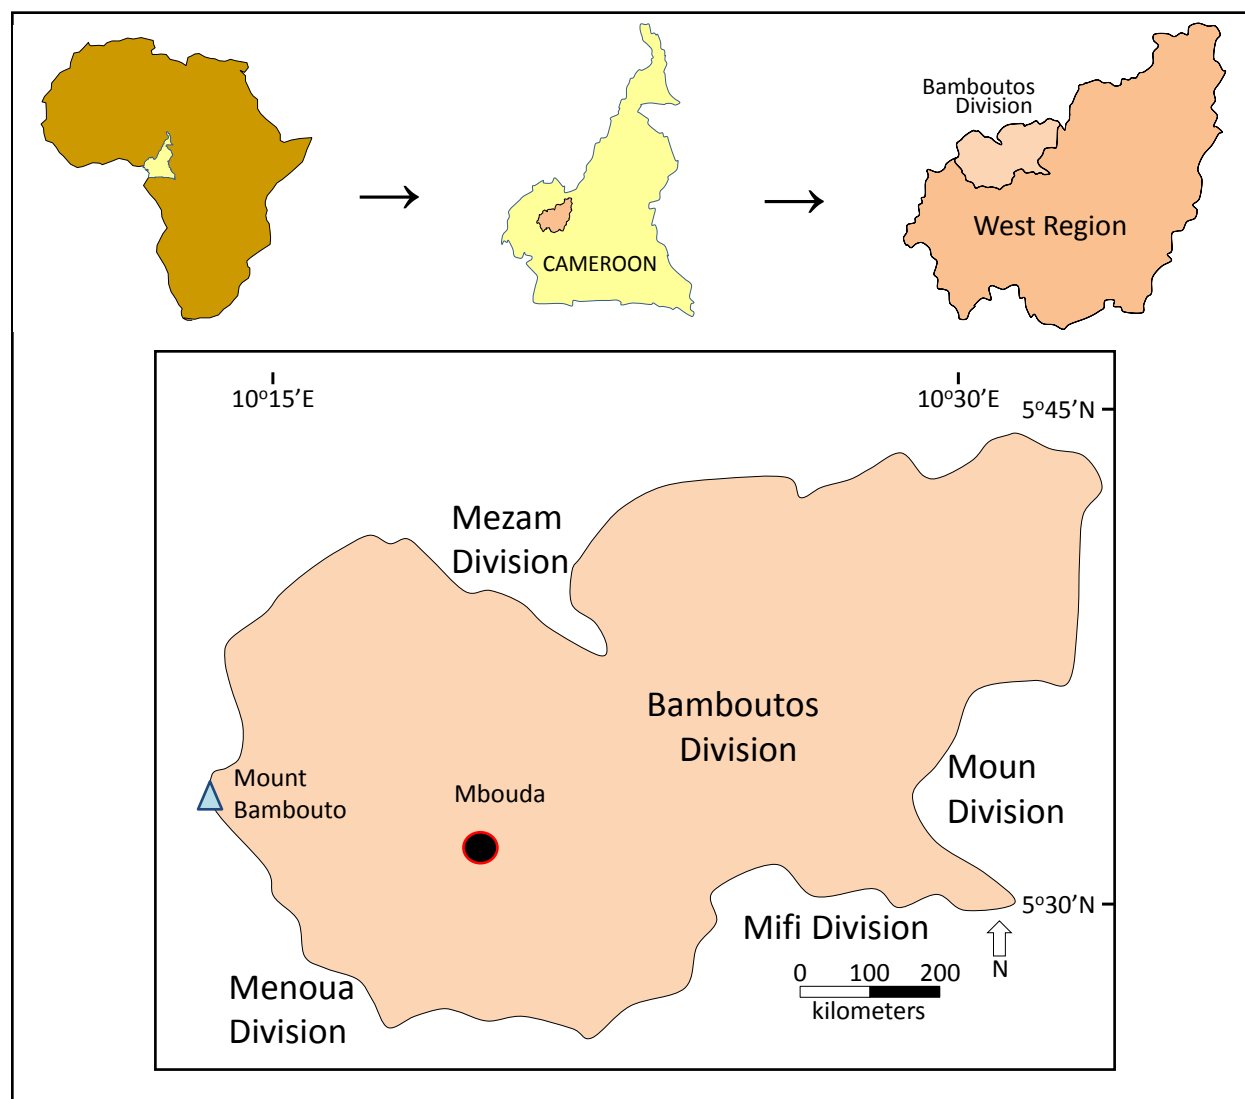 Bamboutos
Division
West Region
CAMEROON
10°15'E
10°30'E
5°45'N
Mezam
Division
Bamboutos
Division
Moun
Division
Mount
Bambouto
Mbouda
5°30'N
Mifi Division
N
0 100 200
kilometers
Menoua
Division